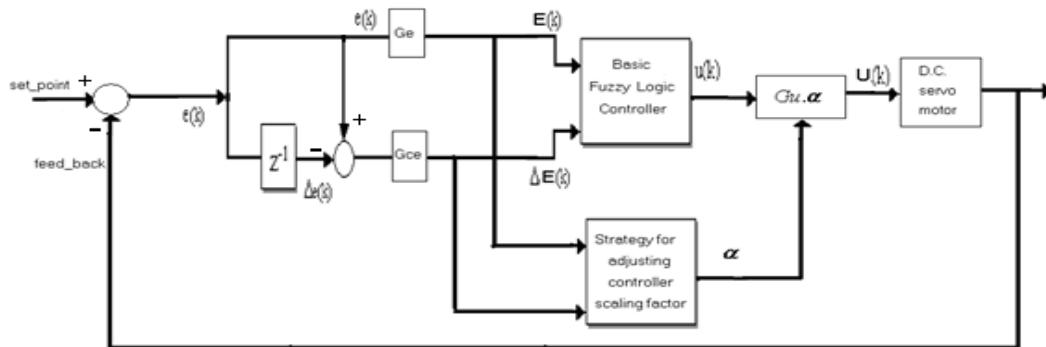 e(k)
Ge
E(k)
set_point
+
-
feed_back
e(k)
Z-1
-
+
Δe(k)
Gce
ΔE(k)
Basic
Fuzzy Logic
Controller
u(k)
Gu.α
U(k)
D.C.
servo
motor
Strategy for
adjusting
controller
scaling factor
α